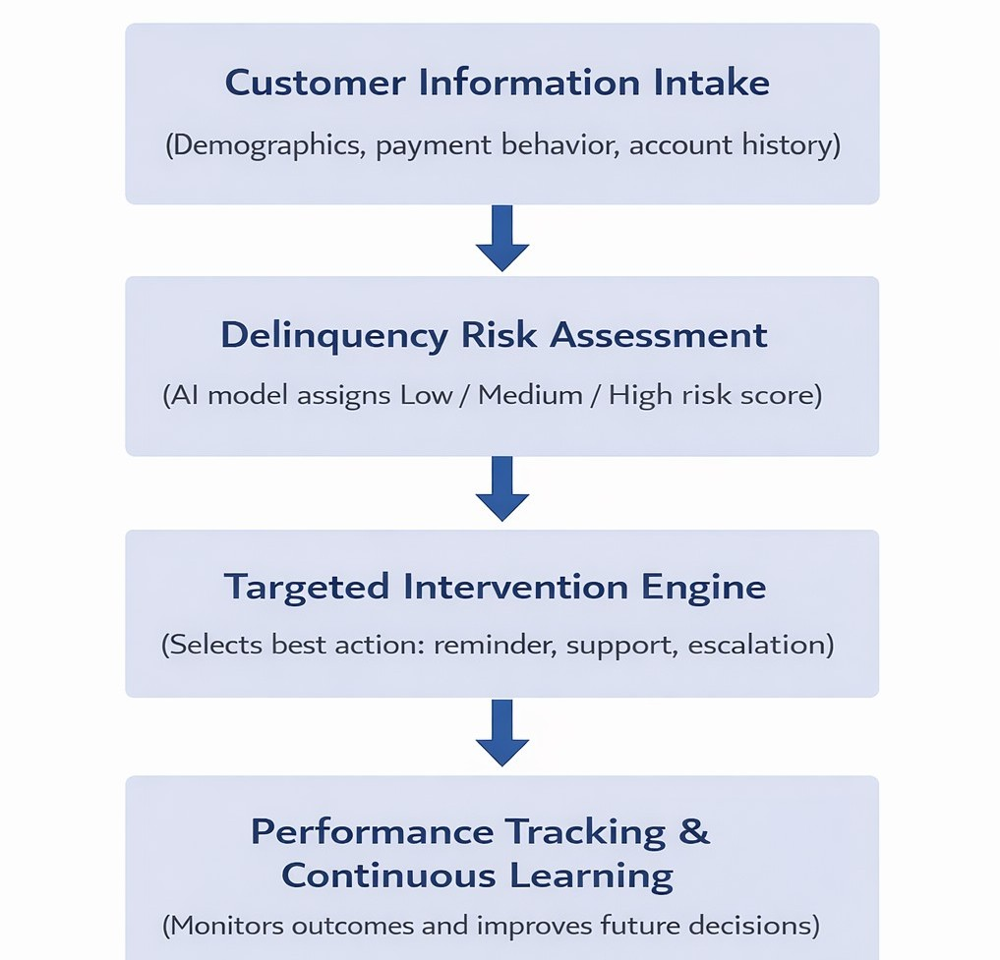 Customer Information Intake
(Demographics, payment behavior, account history)
Delinquency Risk Assessment
(AI model assigns Low / Medium / High risk score)
Targeted Intervention Engine
(Selects best action: reminder, support, escalation)
Performance Tracking &
Continuous Learning
(Monitors outcomes and improves future decisions)